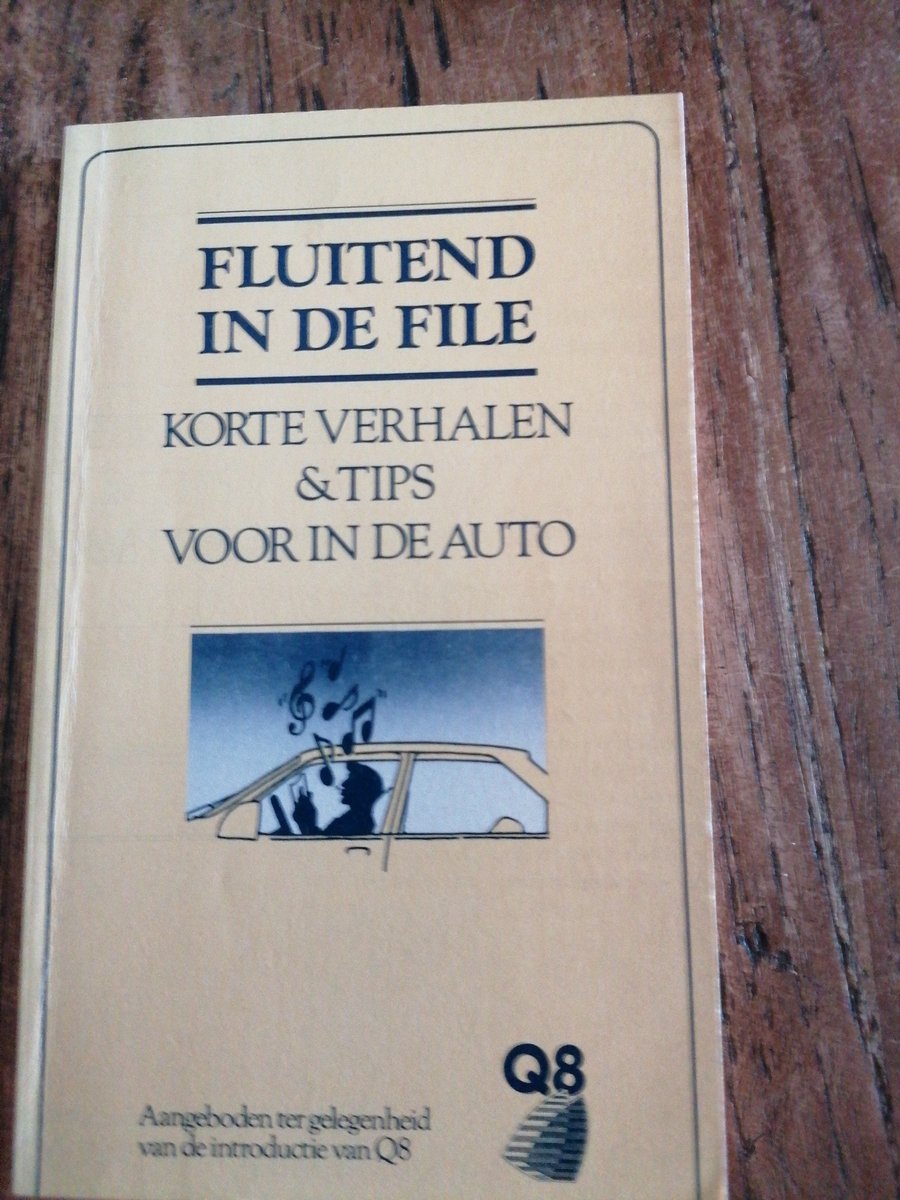 FLUITEND
IN DE FILE
KORTE VERHALEN
& TIPS
VOOR IN DE AUTO
Q8
Aangeboden ter gelegenheid
van de introductie van Q8